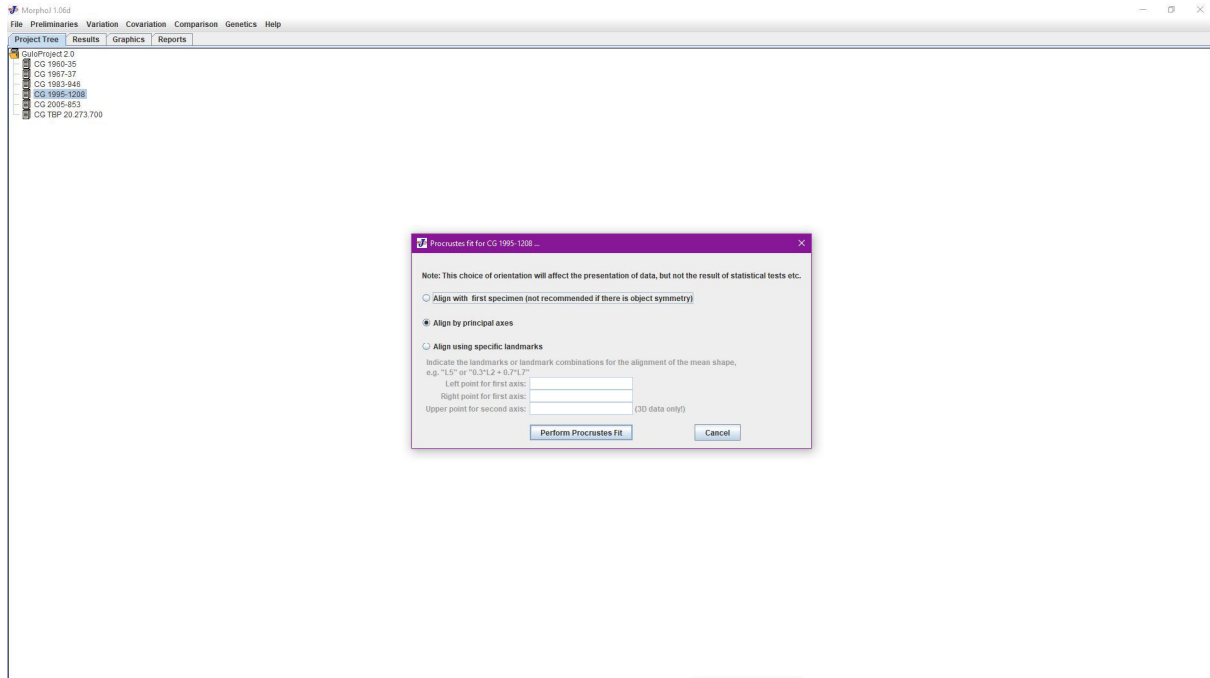 MorphoJ 1.06d
File Preliminaries Variation Covariation Comparison Genetics Help
Project Tree Results Graphics Reports
GuloProject 2.0
CG 1960-35
CG 1967-37
CG 1983-946
CG 1995-1208
CG 2005-853
CG TBP 20.273.700
Procrustes fit for CG 1995-1208 ...
Note: This choice of orientation will affect the presentation of data, but not the result of statistical tests etc.
Align with first specimen (not recommended if there is object symmetry)
Align by principal axes
Align using specific landmarks
Indicate the landmarks or landmark combinations for the alignment of the mean shape,
e.g. "L5" or "0.3*L2 + 0.7*L7"
Left point for first axis:
Right point for first axis:
Upper point for second axis: (3D data only!)
Perform Procrustes Fit Cancel